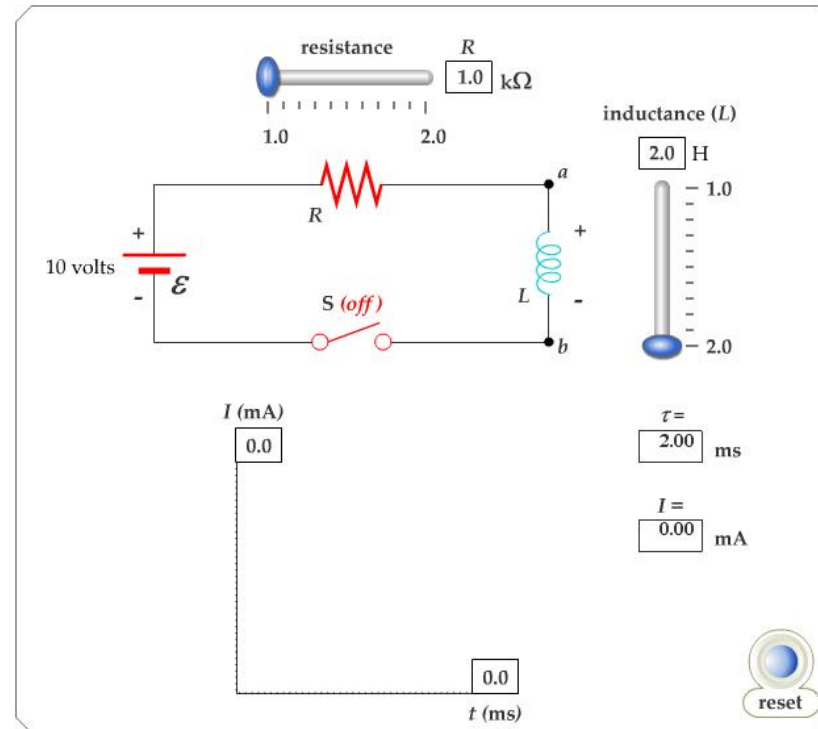 resistance R
1.0 kΩ
1.0 2.0
inductance (L)
2.0 H
1.0
2.0
a
R
+
10 volts
-
ε
+
L
-
S (off)
b
I (mA)
0.0
τ =
2.00 ms
I =
0.00 mA
0.0
t (ms)
reset